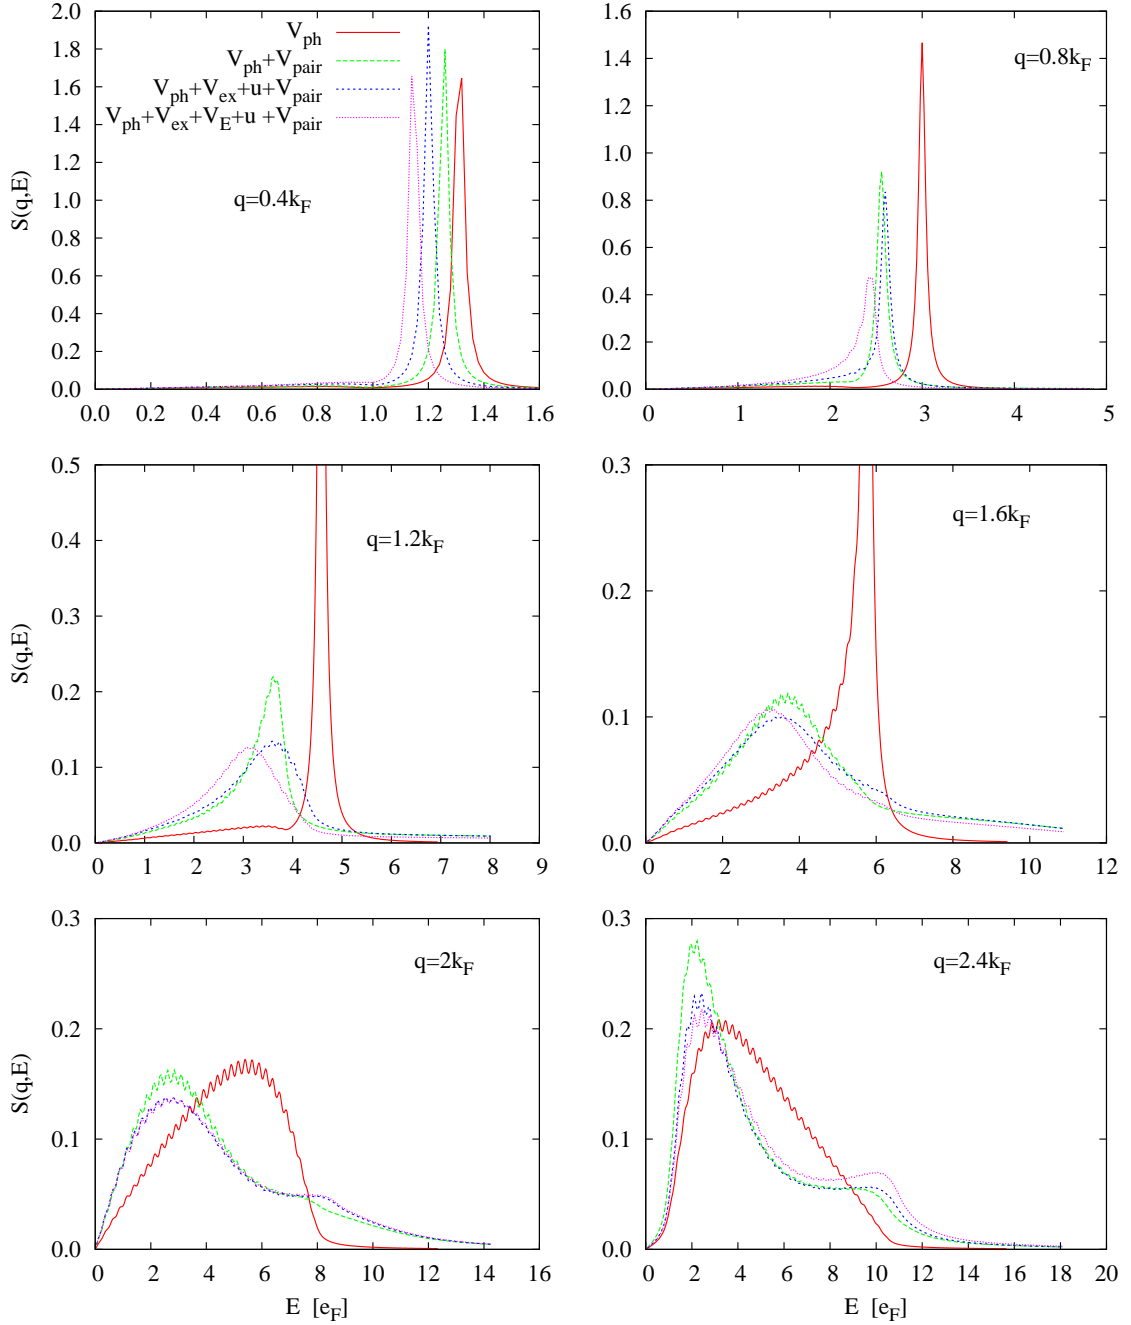 2.0
1.8
1.6
1.4
1.2
1.0
0.8
0.6
0.4
0.2
0.0
S(q,E)
V_ph
V_ph+V_pair
V_ph+V_ex+u+V_pair
V_ph+V_ex+V_E+u +V_pair
q=0.4k_F
0.0 0.2 0.4 0.6 0.8 1.0 1.2 1.4 1.6
1.6
1.4
1.2
1.0
0.8
0.6
0.4
0.2
0.0
q=0.8k_F
0 1 2 3 4 5
0.5
0.4
0.3
0.2
0.1
0.0
S(q,E)
q=1.2k_F
0 1 2 3 4 5 6 7 8 9
0.3
0.2
0.1
0.0
q=1.6k_F
0 2 4 6 8 10 12
0.3
0.2
0.1
0.0
S(q,E)
q=2k_F
0 2 4 6 8 10 12 14 16
E [e_F]
0.3
0.2
0.1
0.0
q=2.4k_F
0 2 4 6 8 10 12 14 16 18 20
E [e_F]